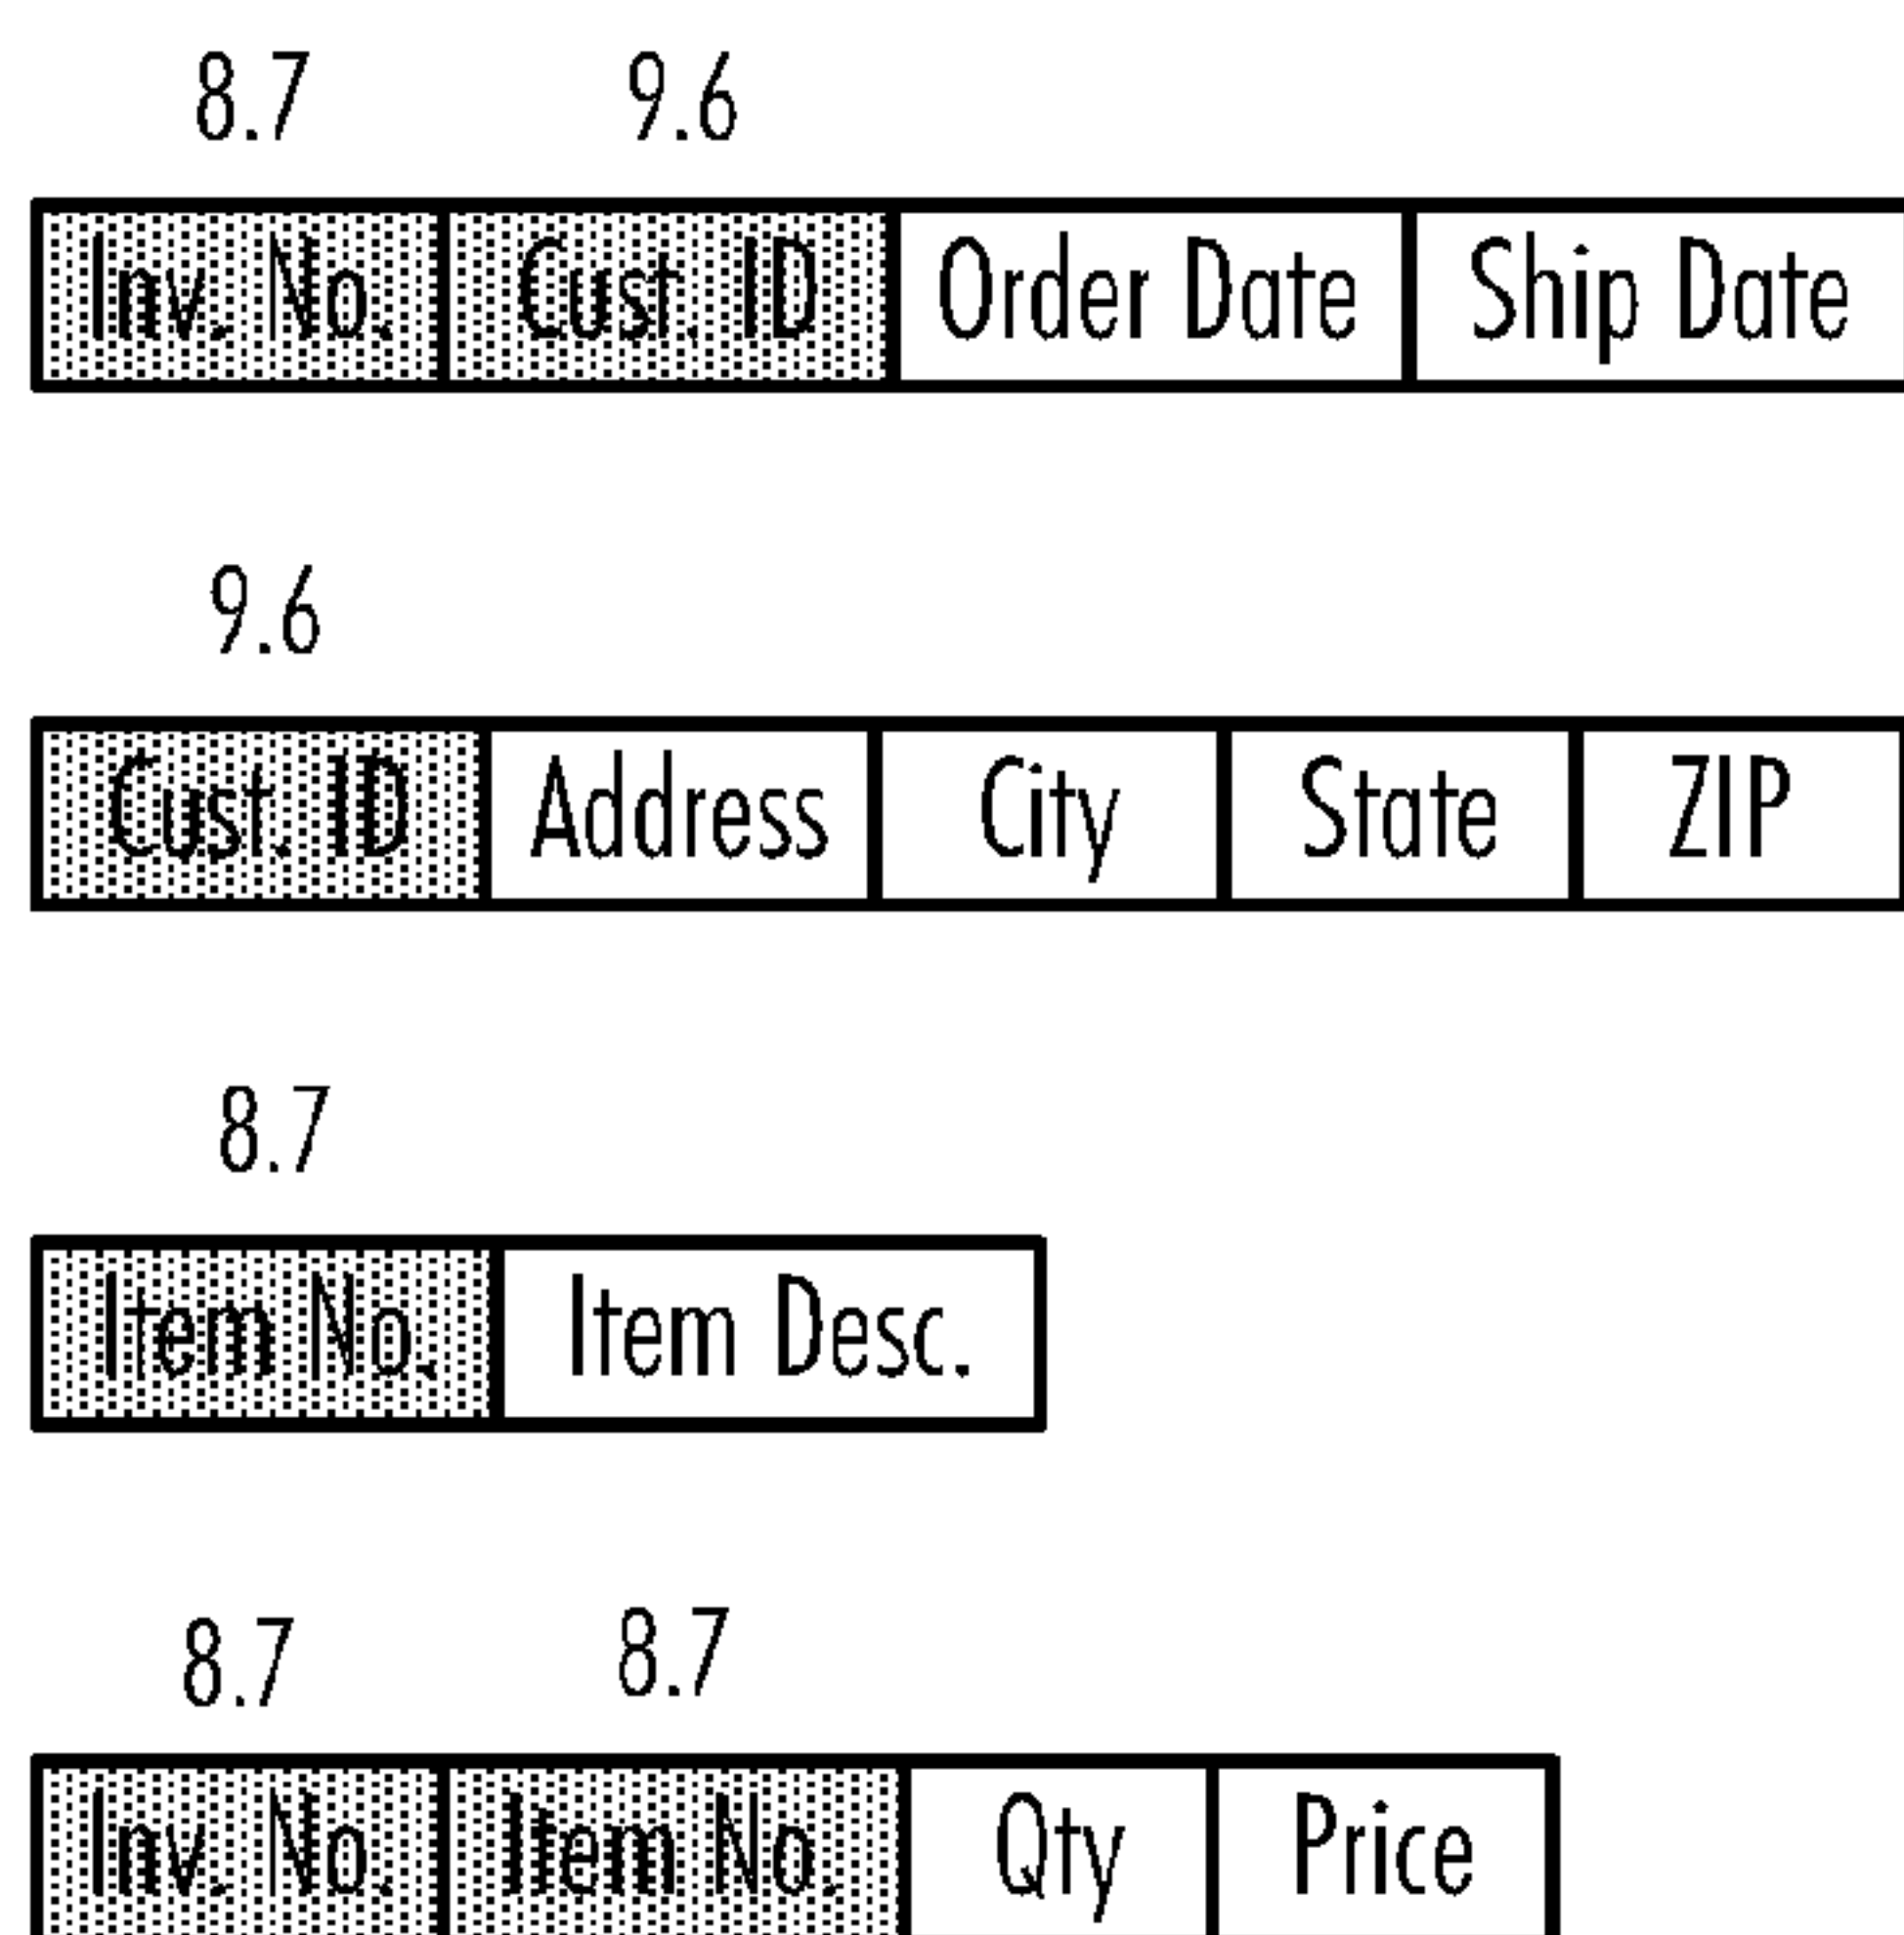 8.7 9.6
Inv. No. Cust. ID Order Date Ship Date
9.6
Cust. ID Address City State ZIP
8.7
Item No. Item Desc.
8.7 8.7
Inv. No. Item No. Qty Price